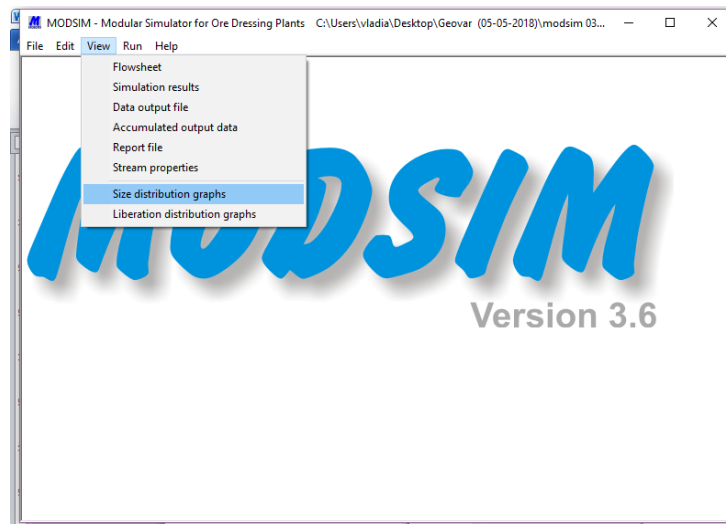 MODSIM - Modular Simulator for Ore Dressing Plants C:\Users\vladia\Desktop\Geovar (05-05-2018)\modsim 03...
File Edit View Run Help
Flowsheet
Simulation results
Data output file
Accumulated output data
Report file
Stream properties
Size distribution graphs
Liberation distribution graphs
MODSIM
Version 3.6